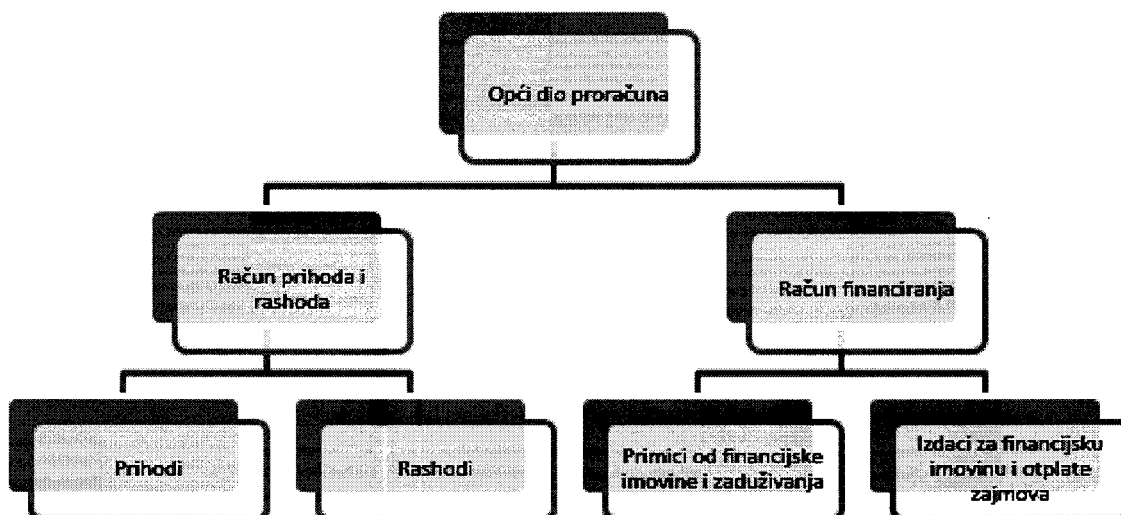 Opći dio proračuna
Račun prihoda i
rashoda
Račun financiranja
Prihodi
Rashodi
Primici od financijske
imovine i zaduživanja
Izdaci za financijsku
imovinu i otplate
zajmova